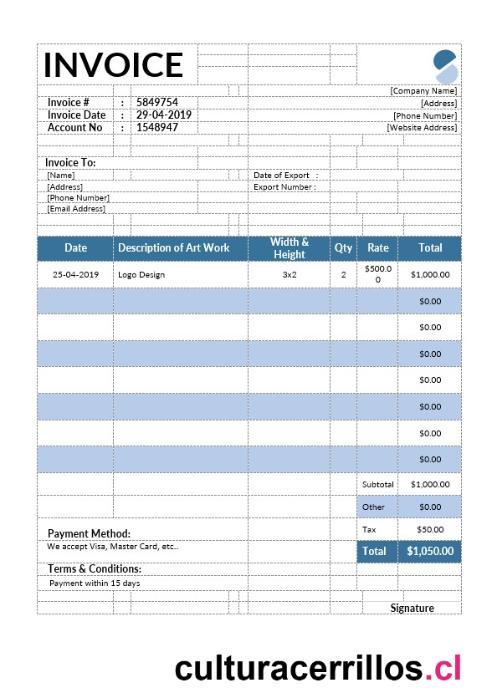 INVOICE
[Company Name]
Invoice # : 5849754 [Address]
Invoice Date : 29-04-2019 [Phone Number]
Account No : 1548947 [Website Address]
Invoice To:
[Name] Date of Export :
[Address] Export Number :
[Phone Number]
[Email Address]
Date Description of Art Work Width & Height Qty Rate Total
25-04-2019 Logo Design 3x2 2 $500.00 $1,000.00
$0.00
$0.00
$0.00
$0.00
$0.00
$0.00
$0.00
Subtotal $1,000.00
Other $0.00
Tax $50.00
Payment Method:
We accept Visa, Master Card, etc..
Total $1,050.00
Terms & Conditions:
Payment within 15 days
Signature
culturacerrillos.cl